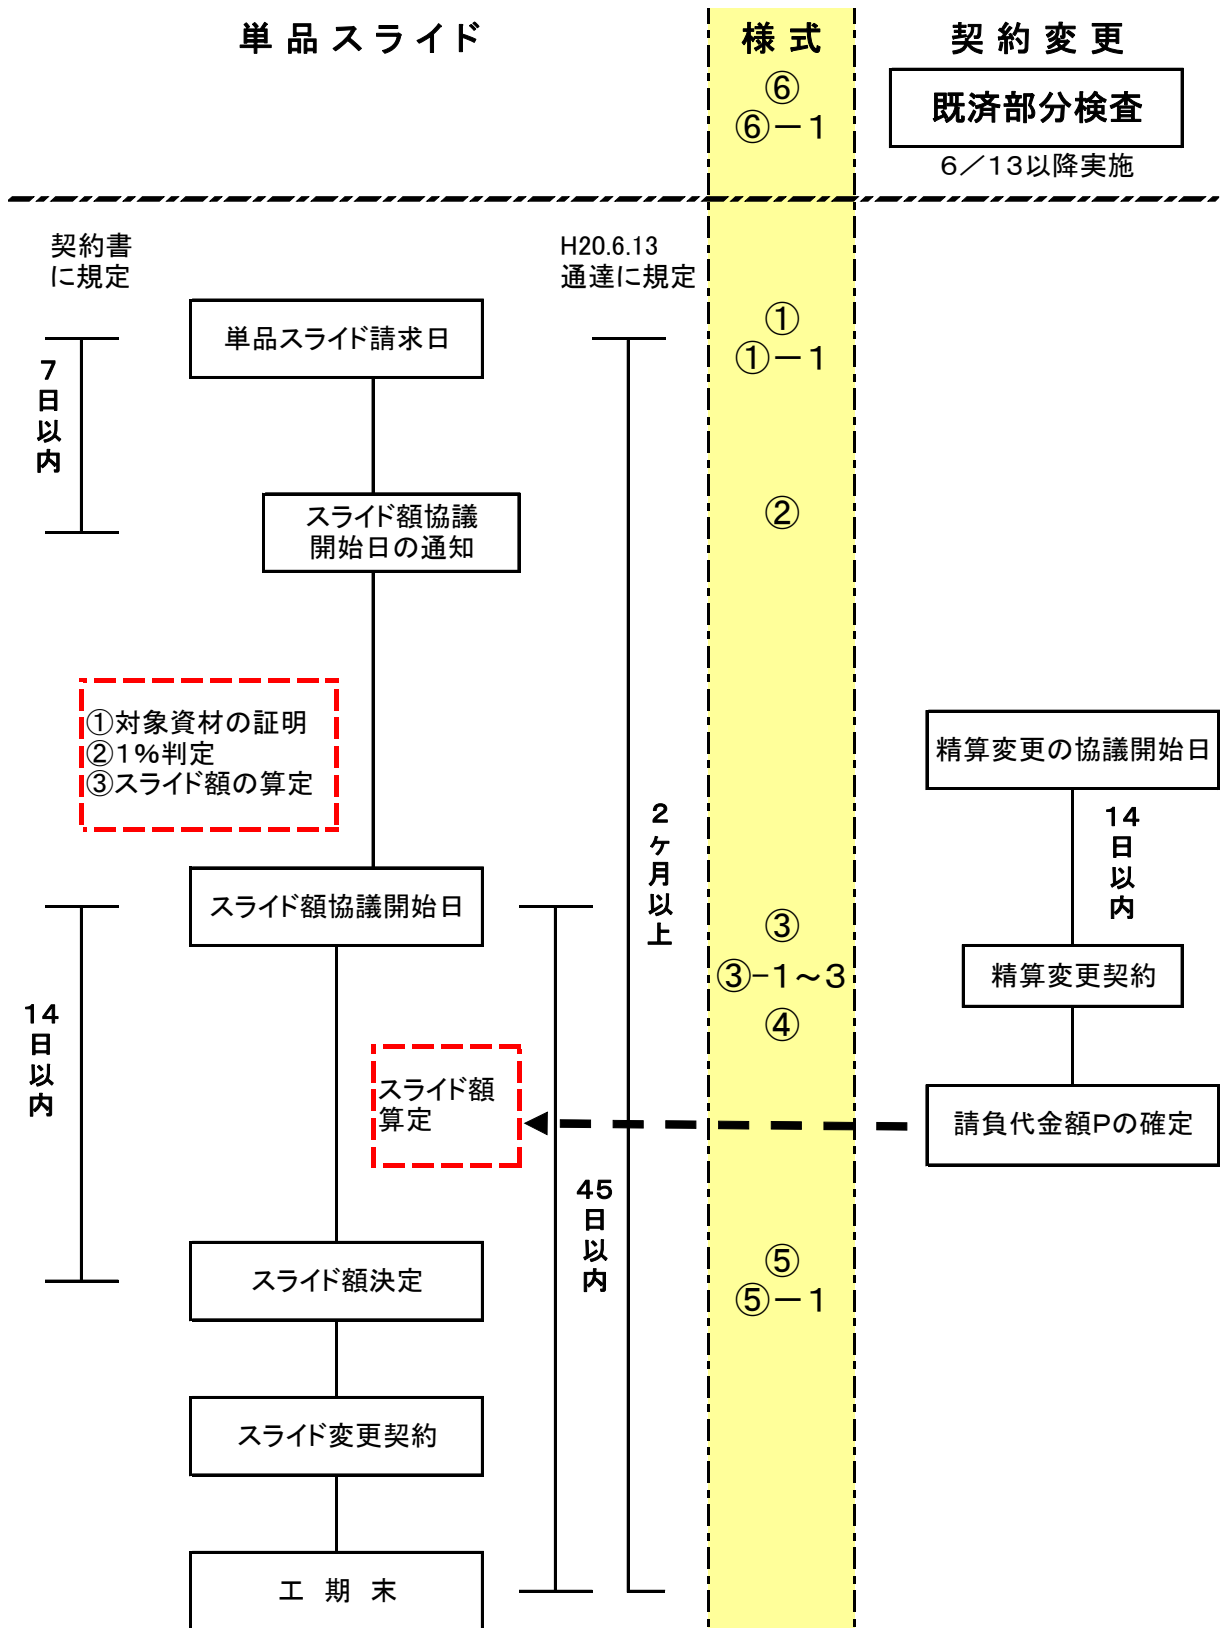 単品スライド
様式
契約変更
⑥
⑥－１
既済部分検査
６／１３以降実施
契約書
に規定
H20.6.13
通達に規定
単品スライド請求日
①
①－１
７日以内
スライド額協議
開始日の通知
②
①対象資材の証明
②１％判定
③スライド額の算定
精算変更の協議開始日
２ヶ月以上
14日以内
スライド額協議開始日
③
③-１～３
④
精算変更契約
14日以内
スライド額
算定
請負代金額Ｐの確定
45日以内
スライド額決定
⑤
⑤－１
スライド変更契約
工期末